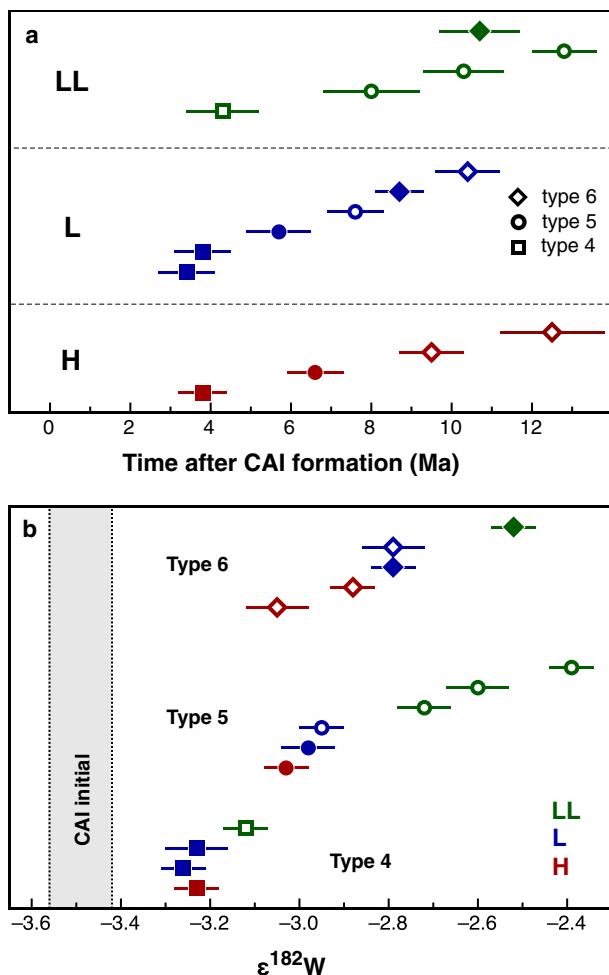 a
LL
L
type 6
type 5
type 4
H
0 2 4 6 8 10 12
Time after CAI formation (Ma)
b
Type 6
Type 5
CAI initial
LL
L
Type 4
H
–3.6 –3.4 –3.2 –3.0 –2.8 –2.6 –2.4
ε¹⁸²W